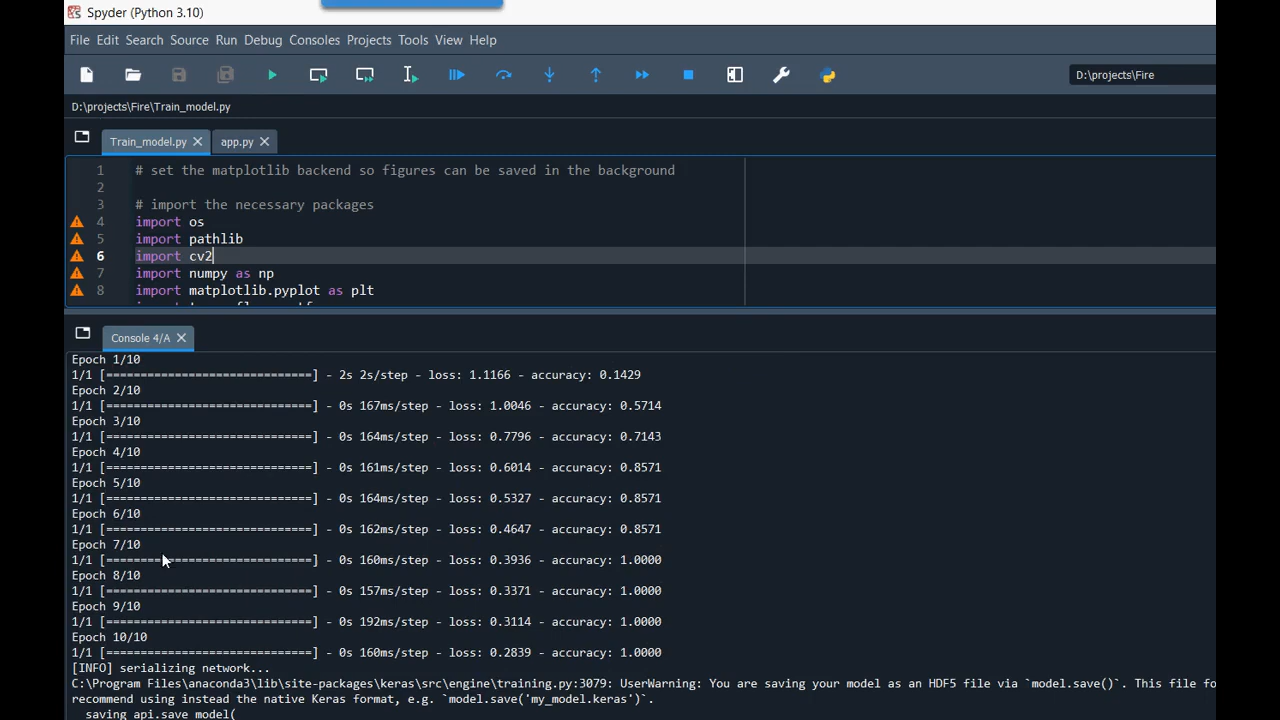 Spyder (Python 3.10)
File Edit Search Source Run Debug Consoles Projects Tools View Help
D:\projects\Fire
D:\projects\Fire\Train_model.py
Train_model.py app.py
1 # set the matplotlib backend so figures can be saved in the background
2
3 # import the necessary packages
4 import os
5 import pathlib
6 import cv2
7 import numpy as np
8 import matplotlib.pyplot as plt
Console 4/A
Epoch 1/10
1/1 [==============================] - 2s 2s/step - loss: 1.1166 - accuracy: 0.1429
Epoch 2/10
1/1 [==============================] - 0s 167ms/step - loss: 1.0046 - accuracy: 0.5714
Epoch 3/10
1/1 [==============================] - 0s 164ms/step - loss: 0.7796 - accuracy: 0.7143
Epoch 4/10
1/1 [==============================] - 0s 161ms/step - loss: 0.6014 - accuracy: 0.8571
Epoch 5/10
1/1 [==============================] - 0s 164ms/step - loss: 0.5327 - accuracy: 0.8571
Epoch 6/10
1/1 [==============================] - 0s 162ms/step - loss: 0.4647 - accuracy: 0.8571
Epoch 7/10
1/1 [==============================] - 0s 160ms/step - loss: 0.3936 - accuracy: 1.0000
Epoch 8/10
1/1 [==============================] - 0s 157ms/step - loss: 0.3371 - accuracy: 1.0000
Epoch 9/10
1/1 [==============================] - 0s 192ms/step - loss: 0.3114 - accuracy: 1.0000
Epoch 10/10
1/1 [==============================] - 0s 160ms/step - loss: 0.2839 - accuracy: 1.0000
[INFO] serializing network...
C:\Program Files\anaconda3\lib\site-packages\keras\src\engine\training.py:3079: UserWarning: You are saving your model as an HDF5 file via `model.save()`. This file fo
recommend using instead the native Keras format, e.g. `model.save('my_model.keras')`.
saving_api.save_model(